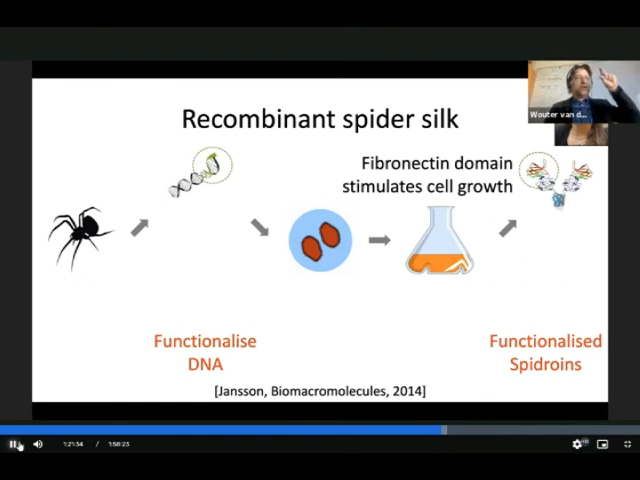 Wouter van d...
Recombinant spider silk
Fibronectin domain
stimulates cell growth
Functionalise
DNA
Functionalised
Spidroins
[Jansson, Biomacromolecules, 2014]
1:21:34 / 1:58:23